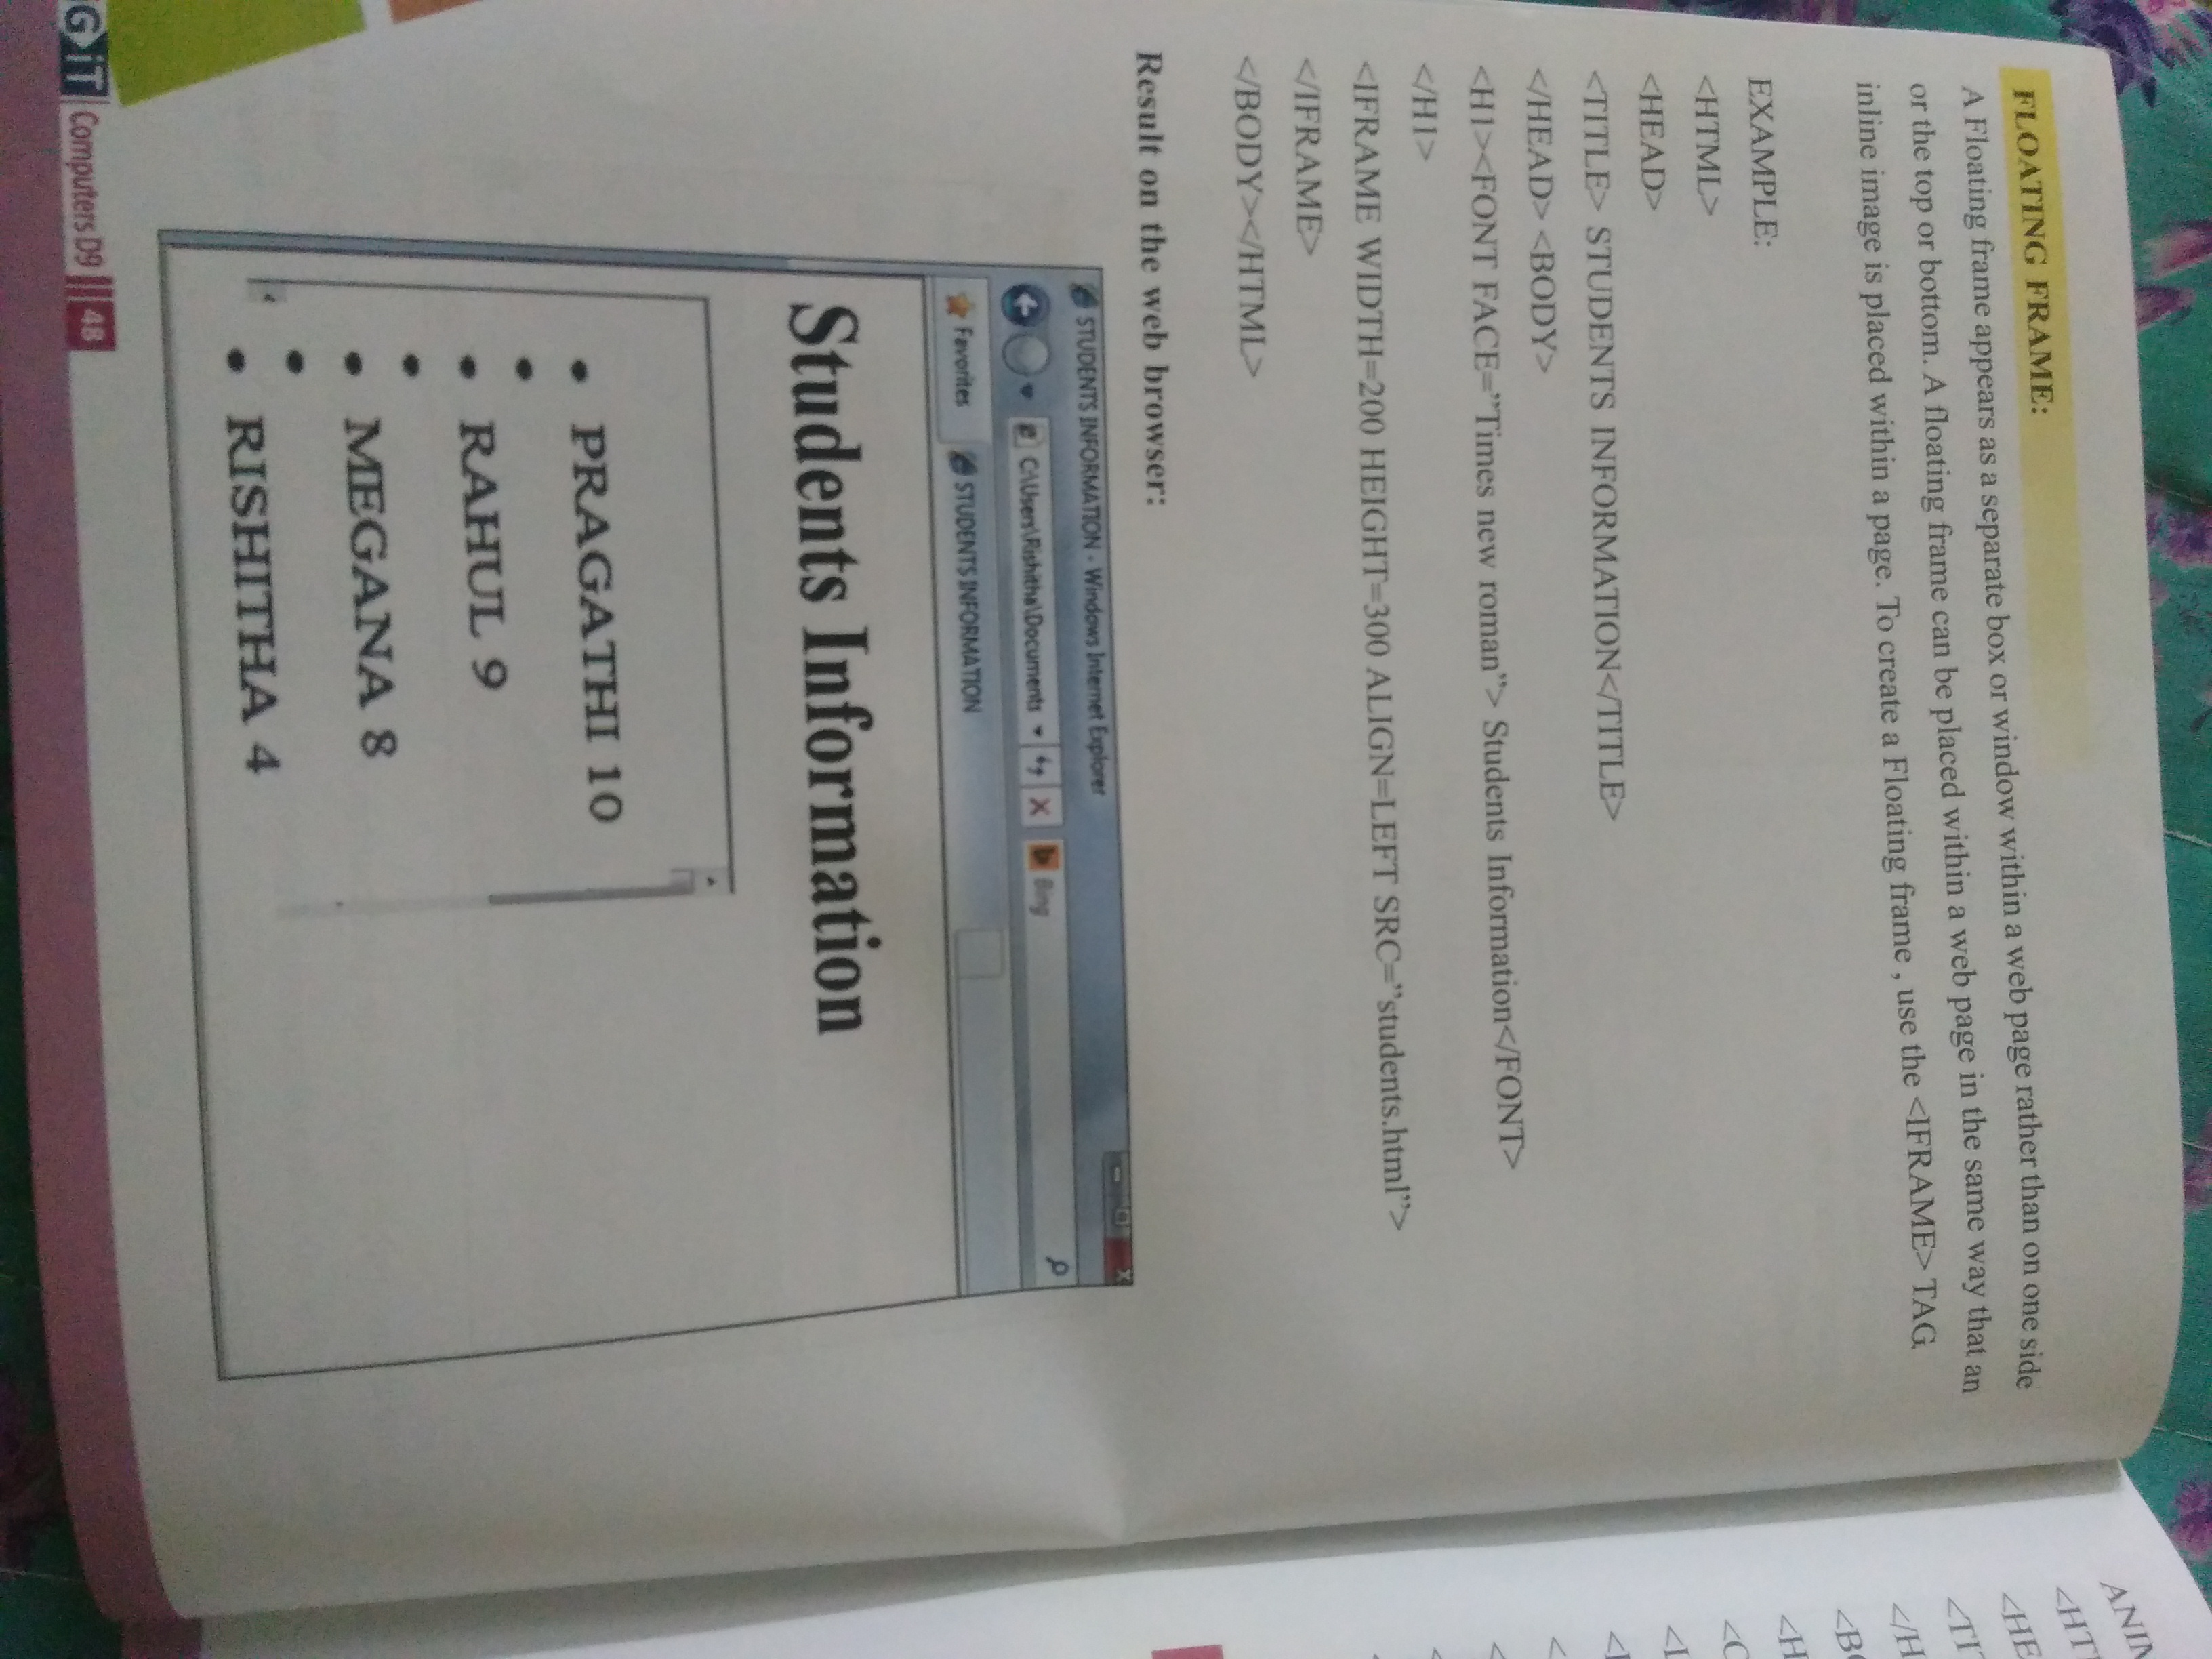 FLOATING FRAME:
A Floating frame appears as a separate box or window within a web page rather than on one side
or the top or bottom. A floating frame can be placed within a web page in the same way that an
inline image is placed within a page. To create a Floating frame , use the <IFRAME> TAG
EXAMPLE:
<HTML>
<HEAD>
<TITLE> STUDENTS INFORMATION</TITLE>
</HEAD> <BODY>
<H1><FONT FACE=”Times new roman”> Students Information</FONT>
</H1>
<IFRAME WIDTH=200 HEIGHT=300 ALIGN=LEFT SRC=”students.html”>
</IFRAME>
</BODY></HTML>
Result on the web browser:
STUDENTS INFORMATION - Windows Internet Explorer
C:\Users\Rishitha\Documents
Bing
Favorites
STUDENTS INFORMATION
Students Information
• PRAGATHI 10
•
• RAHUL 9
•
• MEGANA 8
•
• RISHITHA 4
GiT Computers D9 48
ANIM
<HT
<HE
<TI
</H
<BO
<H